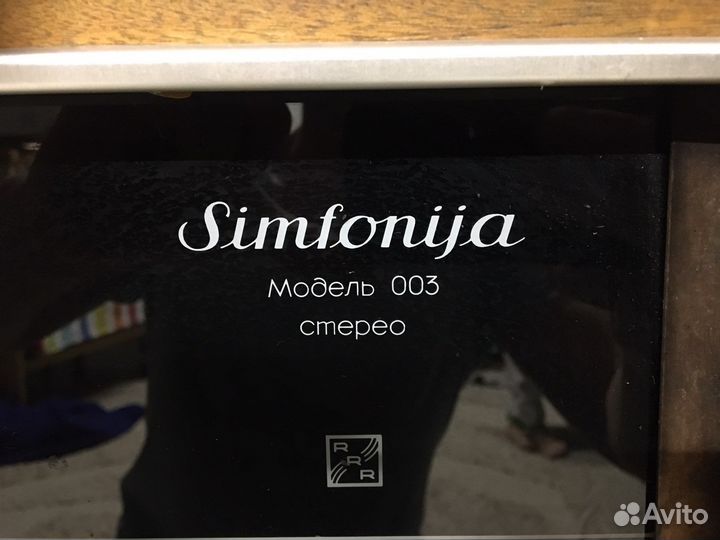 Simfonija
Модель 003
стерео
RRR
Avito